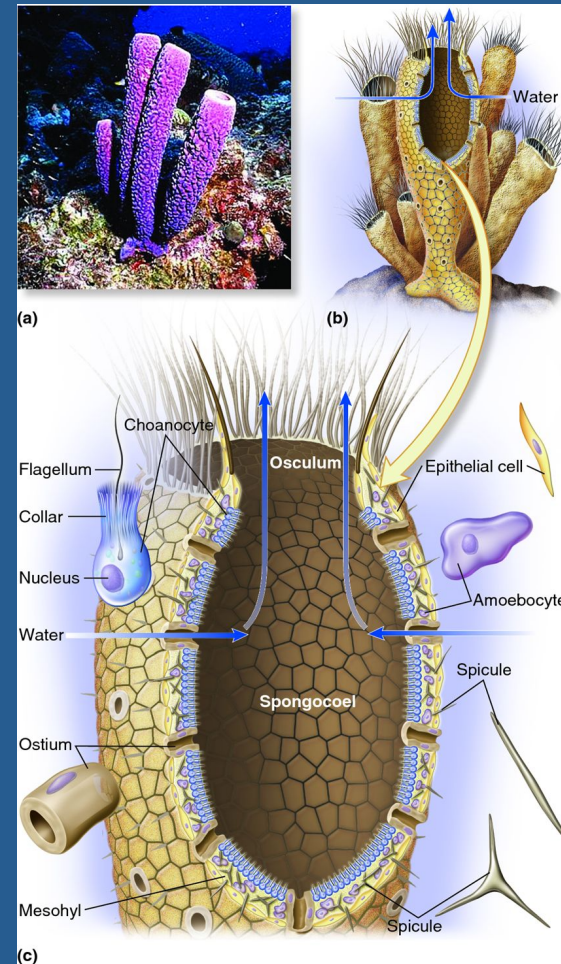 Water
(a)
(b)
Choanocyte
Flagellum
Osculum
Epithelial cell
Collar
Nucleus
Amoebocyte
Water
Spicule
Spongocoel
Ostium
Mesohyl
Spicule
(c)